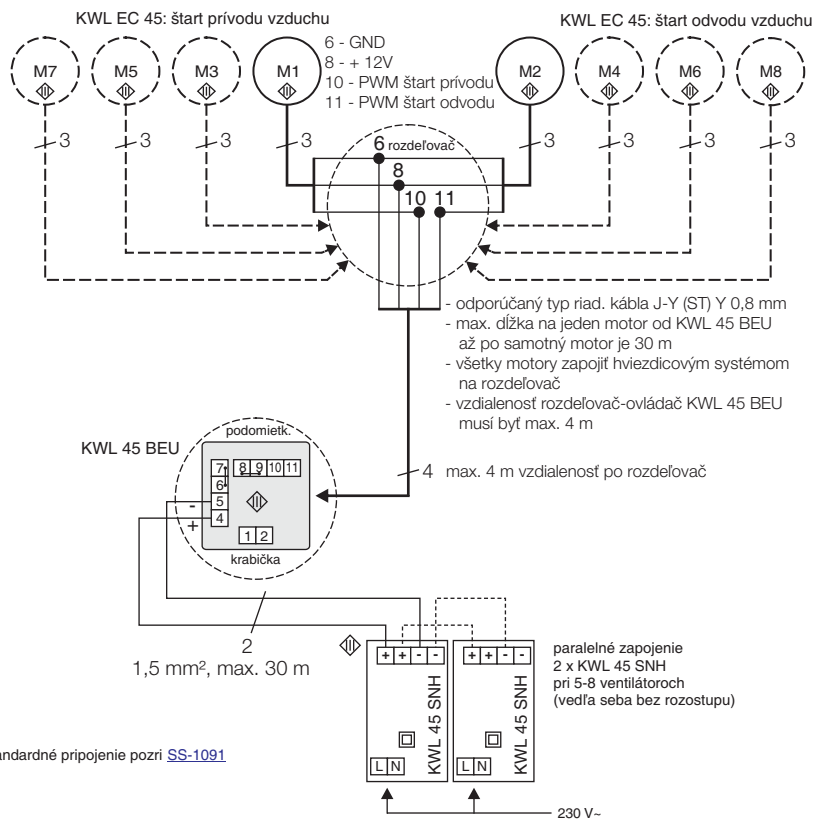 KWL EC 45: štart prívodu vzduchu
KWL EC 45: štart odvodu vzduchu
M7
M5
M3
M1
6 - GND
8 - + 12V
10 - PWM štart prívodu
11 - PWM štart odvodu
M2
M4
M6
M8
3
3
3
3
3
3
3
3
6 rozdeľovač
8
10 11
- odporúčaný typ riad. kábla J-Y (ST) Y 0,8 mm
- max. dĺžka na jeden motor od KWL 45 BEU
až po samotný motor je 30 m
- všetky motory zapojiť hviezdicovým systémom
na rozdeľovač
- vzdialenosť rozdeľovač-ovládač KWL 45 BEU
musí byť max. 4 m
KWL 45 BEU
podomietk.
7 8 9 10 11
6
5
4
-
+
1 2
krabička
4 max. 4 m vzdialenosť po rozdeľovač
2
1,5 mm², max. 30 m
+ + - -
+ + - -
KWL 45 SNH
KWL 45 SNH
L N
L N
paralelné zapojenie
2 x KWL 45 SNH
pri 5-8 ventilátoroch
(vedľa seba bez rozostupu)
andardné pripojenie pozri SS-1091
230 V~